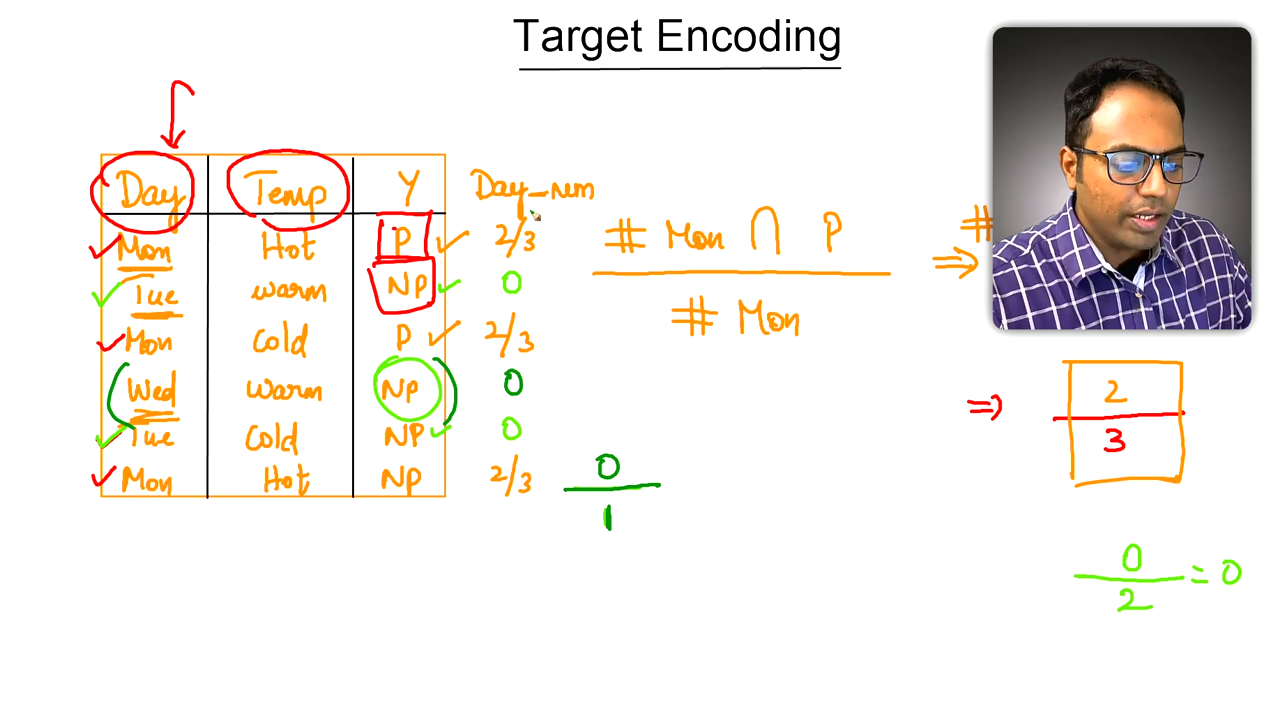 Target Encoding
Day Temp Y Day_num
Mon Hot P 2/3
Tue warm NP 0
Mon Cold P 2/3
Wed warm NP 0
Tue Cold NP 0
Mon Hot NP 2/3
# Mon ∩ P
# Mon
⇒ #
⇒ 2
3
0
1
0
2 = 0